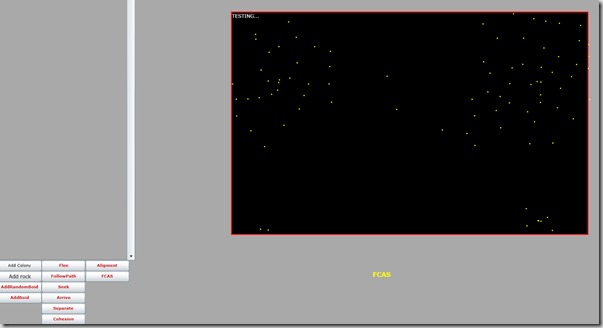 TESTING...
Add Colony Flee Alignment
Add rock FollowPath FCAS
AddRandomBoid Seek
AddBoid Arrive
Separate
Cohesion
FCAS